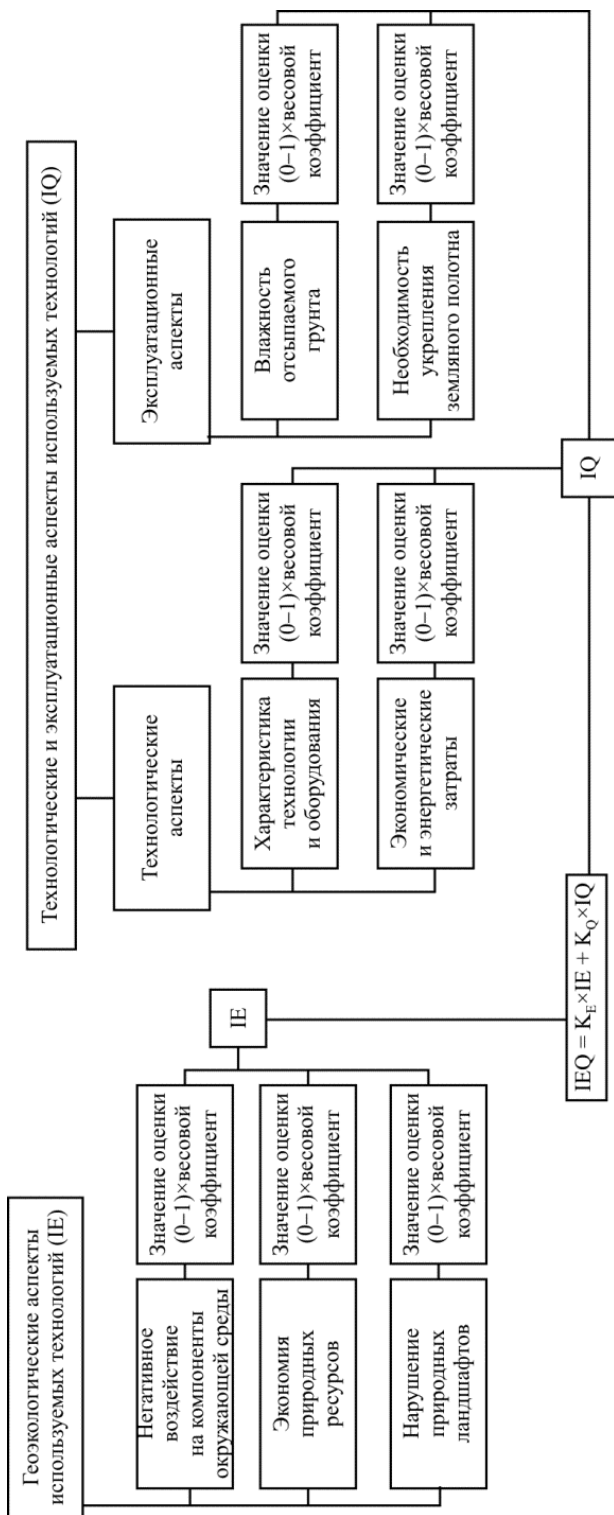 Геоэкологические аспекты
используемых технологий (IE)
Негативное
воздействие
на компоненты
окружающей среды
Значение оценки
(0–1)×весовой
коэффициент
Экономия
природных
ресурсов
Значение оценки
(0–1)×весовой
коэффициент
Нарушение
природных
ландшафтов
Значение оценки
(0–1)×весовой
коэффициент
IE
Технологические и эксплуатационные аспекты используемых технологий (IQ)
Технологические
аспекты
Характеристика
технологии
и оборудования
Значение оценки
(0–1)×весовой
коэффициент
Экономические
и энергетические
затраты
Значение оценки
(0–1)×весовой
коэффициент
Эксплуатационные
аспекты
Влажность
отсыпаемого
грунта
Значение оценки
(0–1)×весовой
коэффициент
Необходимость
укрепления
земляного полотна
Значение оценки
(0–1)×весовой
коэффициент
IQ
IEQ = K_E×IE + K_Q×IQ